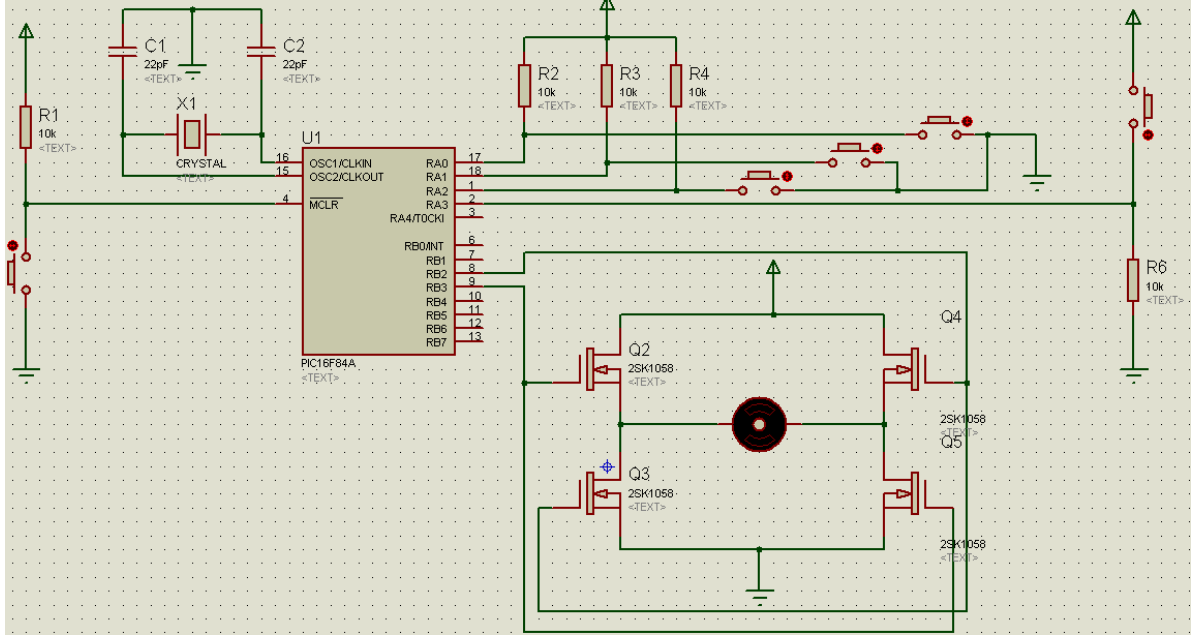 C1
22pF
<TEXT>
C2
22pF
<TEXT>
R1
10k
<TEXT>
X1
CRYSTAL
<TEXT>
U1
16
OSC1/CLKIN
15
OSC2/CLKOUT
4
MCLR
RA0
17
RA1
18
RA2
1
RA3
2
RA4/T0CKI
3
RB0/INT
6
RB1
7
RB2
8
RB3
9
RB4
10
RB5
11
RB6
12
RB7
13
PIC16F84A
<TEXT>
R2
10k
<TEXT>
R3
10k
<TEXT>
R4
10k
<TEXT>
R6
10k
<TEXT>
Q2
2SK1058
<TEXT>
Q4
2SK1058
<TEXT>
Q3
2SK1058
<TEXT>
Q5
2SK1058
<TEXT>